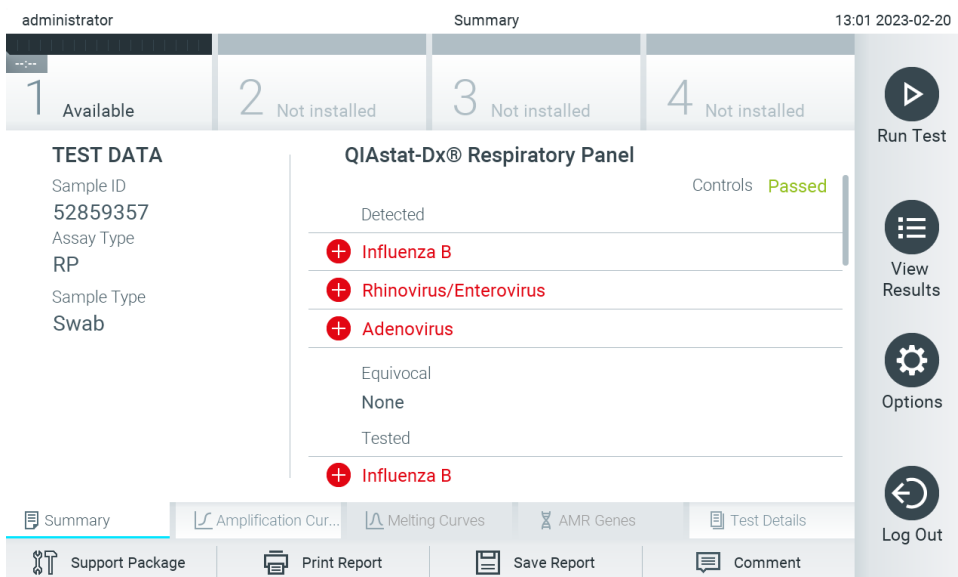 administrator
Summary
13:01 2023-02-20
--:--
1 Available
2 Not installed
3 Not installed
4 Not installed
Run Test
TEST DATA
Sample ID
52859357
Assay Type
RP
Sample Type
Swab
QIAstat-Dx® Respiratory Panel
Controls Passed
Detected
Influenza B
Rhinovirus/Enterovirus
Adenovirus
Equivocal
None
Tested
Influenza B
View
Results
Options
Log Out
Summary
Amplification Cur...
Melting Curves
AMR Genes
Test Details
Support Package
Print Report
Save Report
Comment